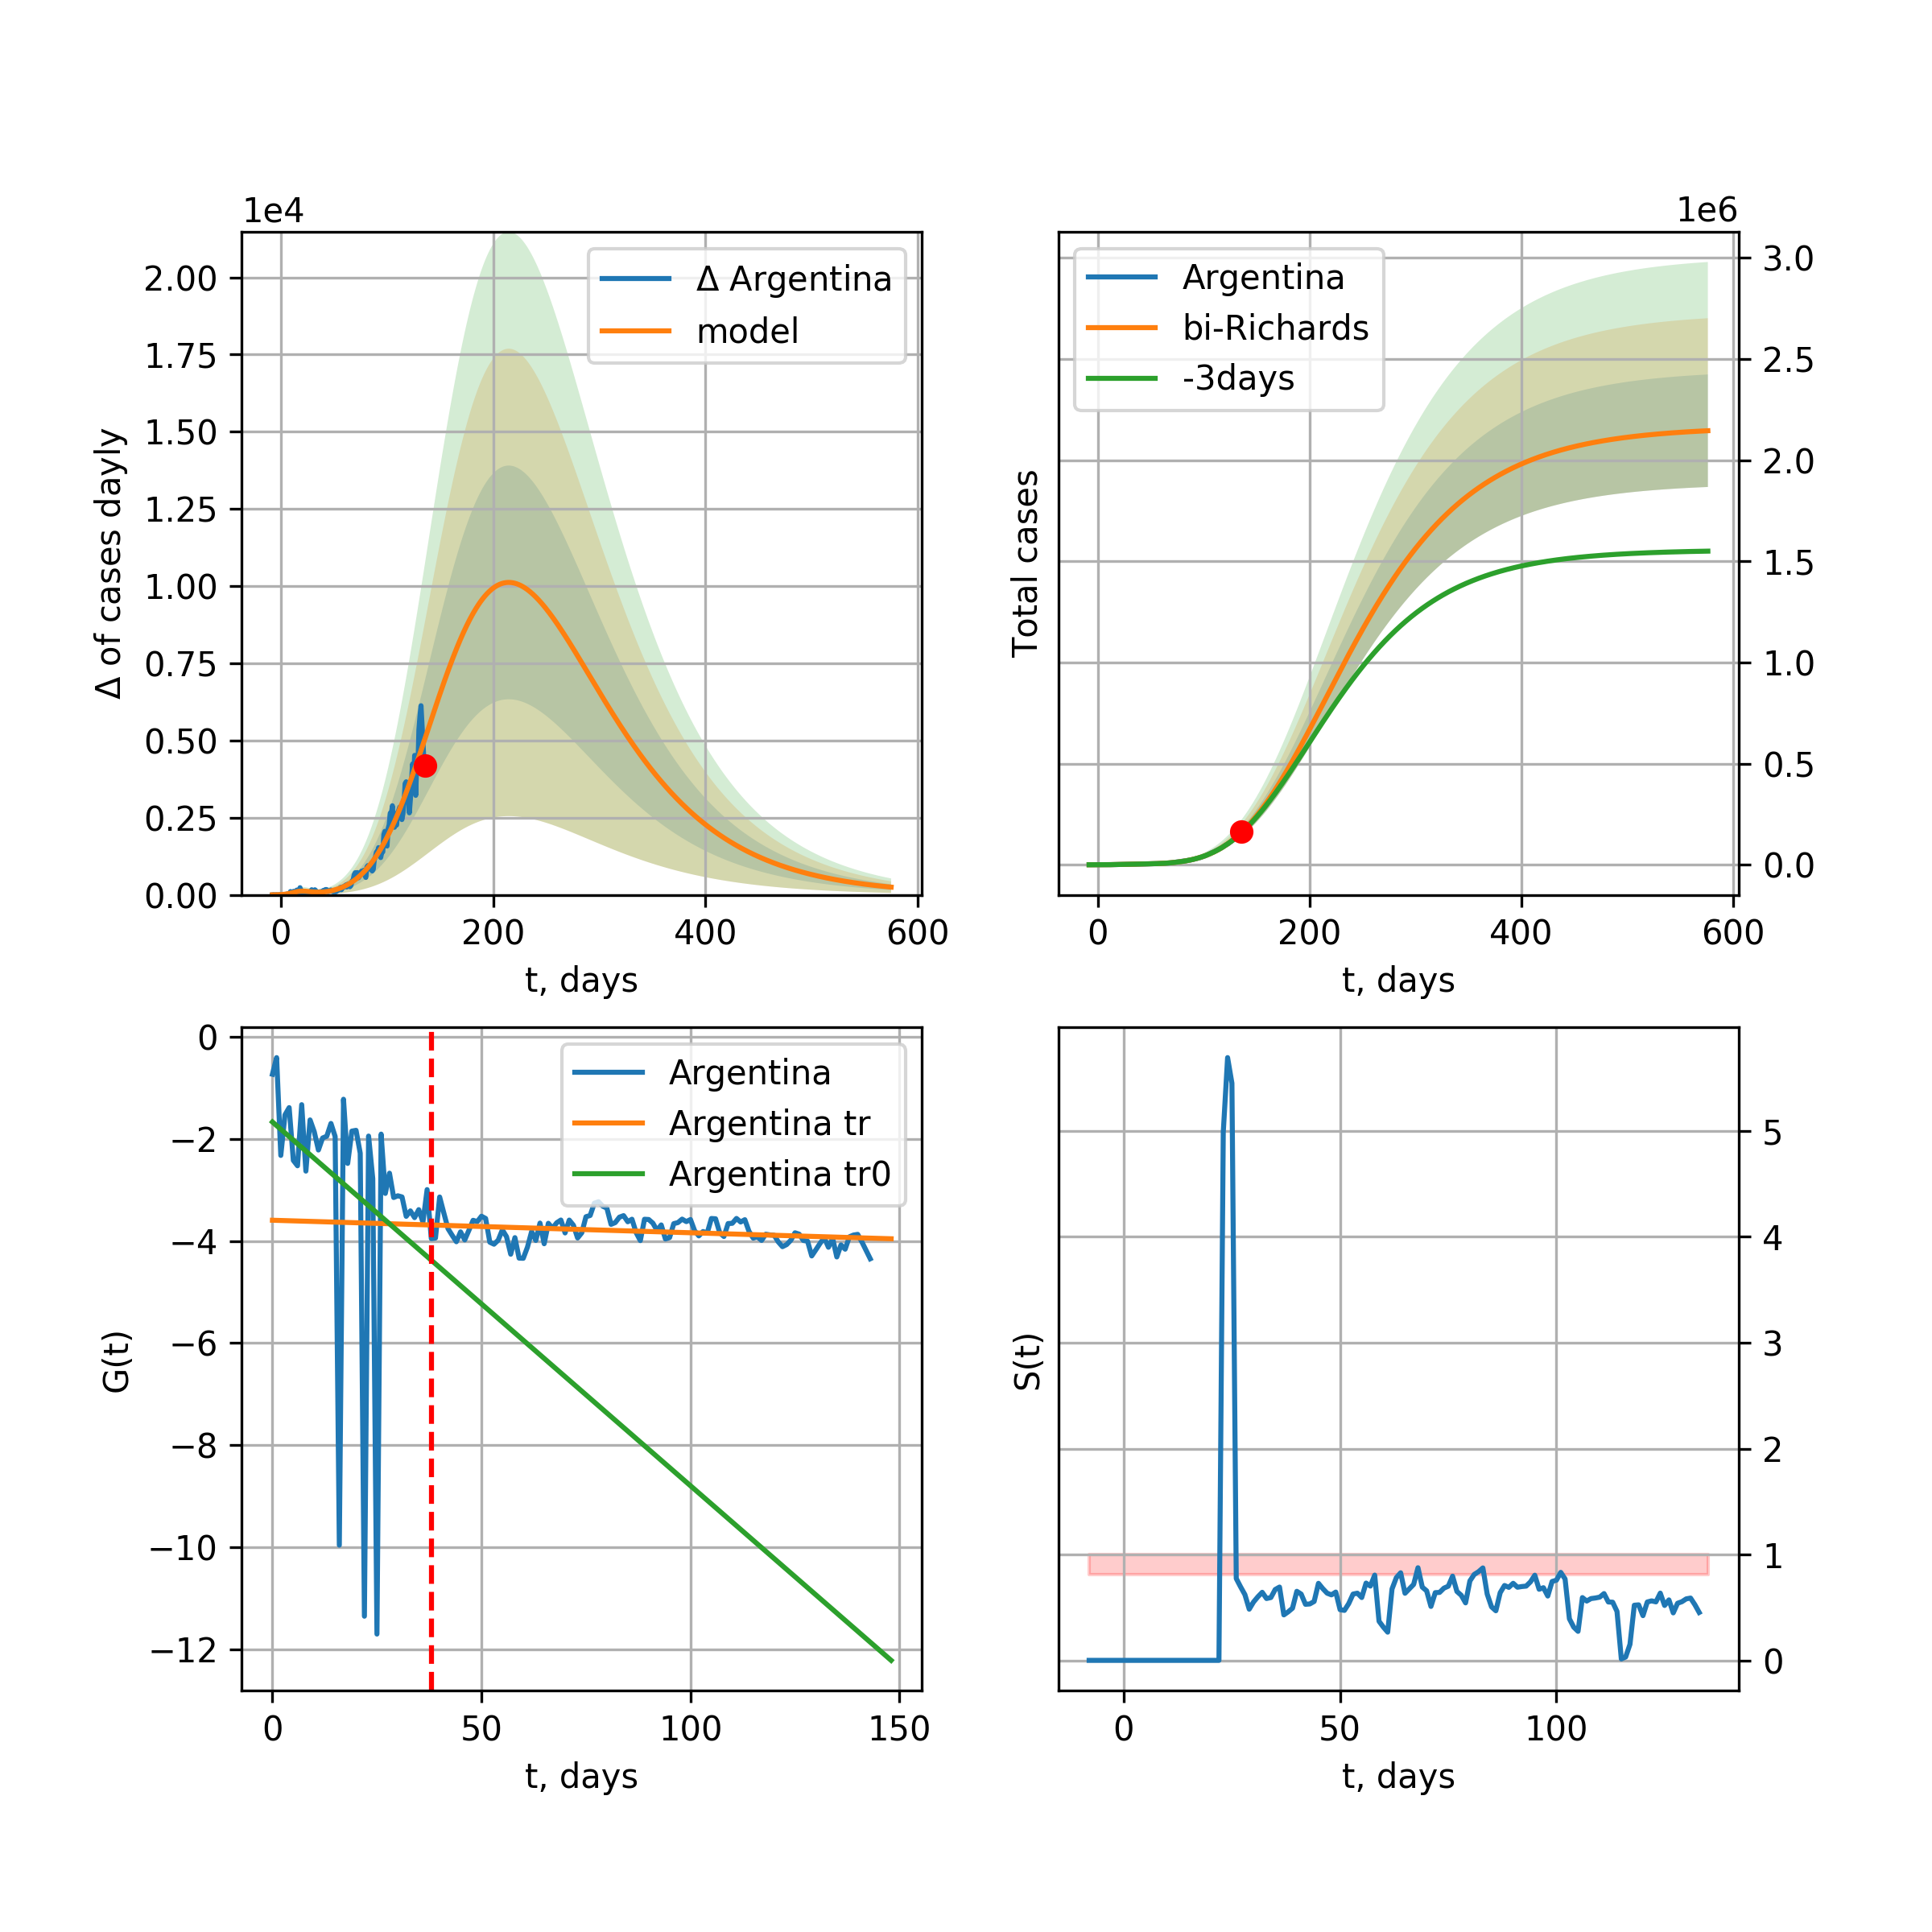 1e4
2.00
1.75
1.50
1.25
1.00
0.75
0.50
0.25
0.00
Δ of cases dayly
0 200 400 600
t, days
Δ Argentina
model
1e6
3.0
2.5
2.0
1.5
1.0
0.5
0.0
Total cases
0 200 400 600
t, days
Argentina
bi-Richards
-3days
0
−2
−4
−6
−8
−10
−12
G(t)
0 50 100 150
t, days
Argentina
Argentina tr
Argentina tr0
5
4
3
2
1
0
S(t)
0 50 100
t, days